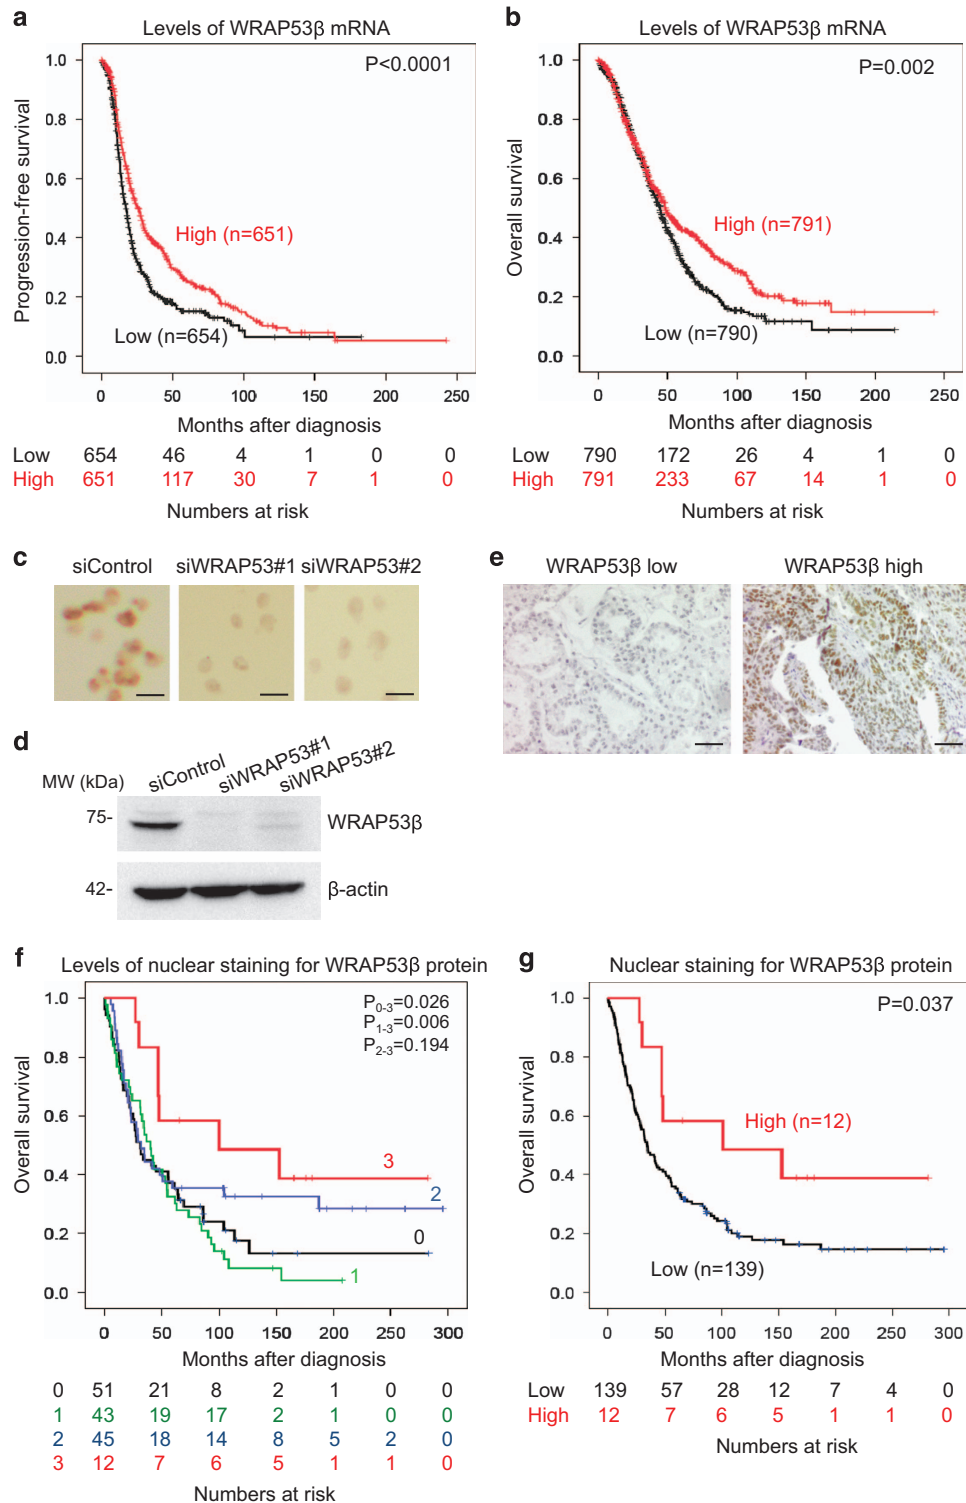 a
Levels of WRAP53β mRNA
P<0.0001
Progression-free survival
1.0
0.8
0.6
0.4
0.2
0.0
High (n=651)
Low (n=654)
0 50 100 150 200 250
Months after diagnosis
Low 654 46 4 1 0 0
High 651 117 30 7 1 0
Numbers at risk
b
Levels of WRAP53β mRNA
P=0.002
Overall survival
1.0
0.8
0.6
0.4
0.2
0.0
High (n=791)
Low (n=790)
0 50 100 150 200 250
Months after diagnosis
Low 790 172 26 4 1 0
High 791 233 67 14 1 0
Numbers at risk
c
siControl siWRAP53#1 siWRAP53#2
e
WRAP53β low WRAP53β high
d
MW (kDa) siControl siWRAP53#1 siWRAP53#2
75- WRAP53β
42- β-actin
f
Levels of nuclear staining for WRAP53β protein
P0-3=0.026
P1-3=0.006
P2-3=0.194
Overall survival
1.0
0.8
0.6
0.4
0.2
0.0
3
2
0
1
0 50 100 150 200 250 300
Months after diagnosis
0 51 21 8 2 1 0 0
1 43 19 17 2 1 0 0
2 45 18 14 8 5 2 0
3 12 7 6 5 1 1 0
Numbers at risk
g
Nuclear staining for WRAP53β protein
P=0.037
Overall survival
1.0
0.8
0.6
0.4
0.2
0.0
High (n=12)
Low (n=139)
0 50 100 150 200 250 300
Months after diagnosis
Low 139 57 28 12 7 4 0
High 12 7 6 5 1 1 0
Numbers at risk